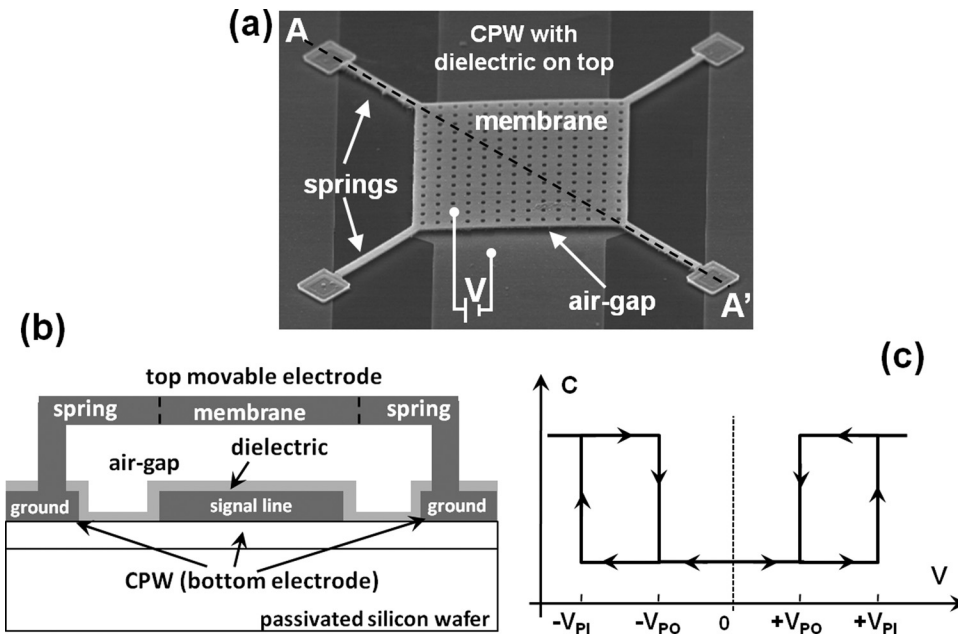 (a)
A
CPW with
dielectric on top
membrane
springs
V
air-gap
A’
(b)
top movable electrode
spring
membrane
spring
dielectric
air-gap
ground
signal line
ground
CPW (bottom electrode)
passivated silicon wafer
(c)
C
V
-VPI
-VPO
0
+VPO
+VPI